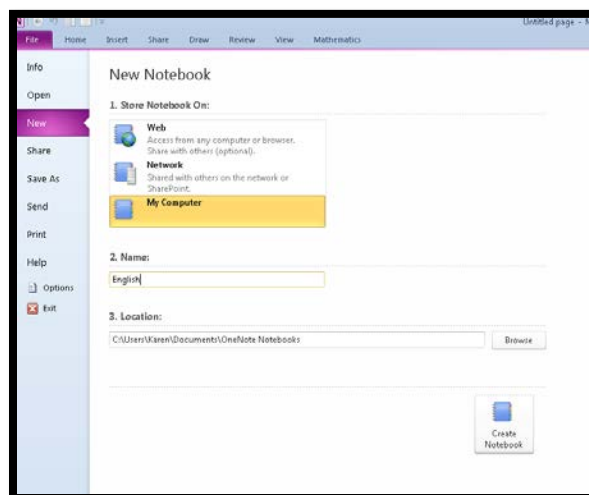 Untitled page -
File Home Insert Share Draw Review View Mathematics
Info
Open
New
Share
Save As
Send
Print
Help
Options
Exit
New Notebook
1. Store Notebook On:
Web
Access from any computer or browser.
Share with others (optional).
Network
Shared with others on the network or
SharePoint.
My Computer
2. Name:
English
3. Location:
C:\Users\Karen\Documents\OneNote Notebooks
Browse
Create
Notebook